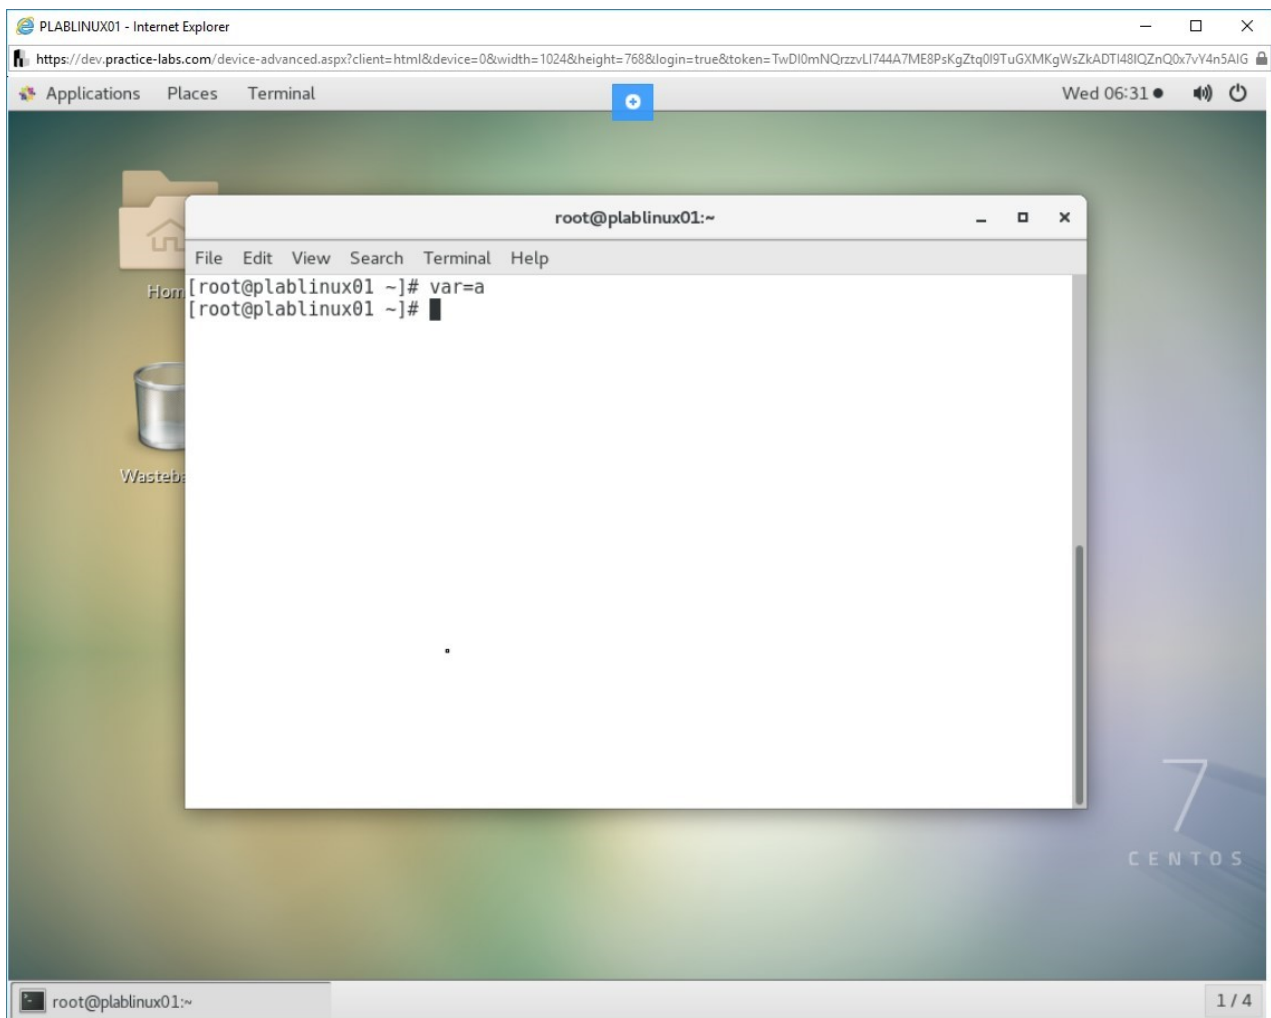 PLABLINUX01 - Internet Explorer
https://dev.practice-labs.com/device-advanced.aspx?client=html&device=0&width=1024&height=768&login=true&token=
Applications Places Terminal Wed 06:31
root@plablinux01:~
File Edit View Search Terminal Help
[root@plablinux01 ~]# var=a
[root@plablinux01 ~]#
7
CENTOS
root@plablinux01:~
1 / 4